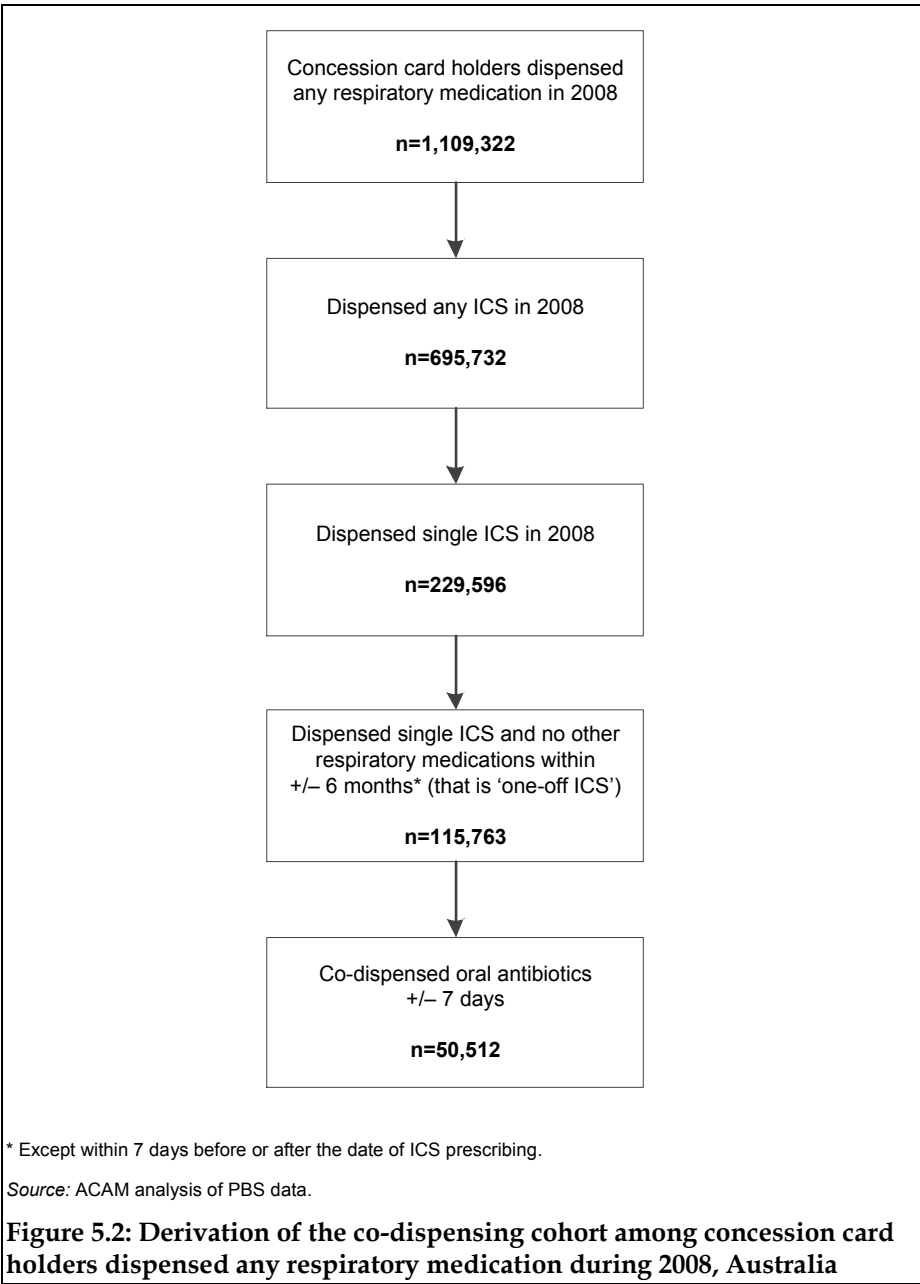 Concession card holders dispensed
any respiratory medication in 2008
n=1,109,322
Dispensed any ICS in 2008
n=695,732
Dispensed single ICS in 2008
n=229,596
Dispensed single ICS and no other
respiratory medications within
+/– 6 months* (that is ‘one-off ICS’)
n=115,763
Co-dispensed oral antibiotics
+/– 7 days
n=50,512
* Except within 7 days before or after the date of ICS prescribing.
Source: ACAM analysis of PBS data.
Figure 5.2: Derivation of the co-dispensing cohort among concession card
holders dispensed any respiratory medication during 2008, Australia